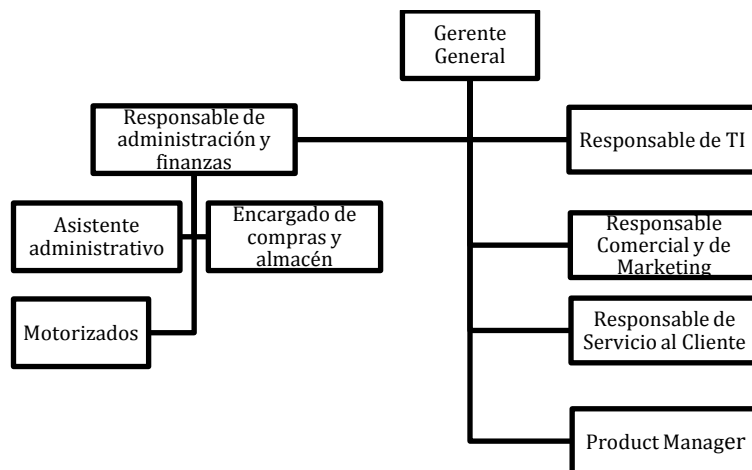 Gerente
General
Responsable de
administración y
finanzas
Responsable de TI
Asistente
administrativo
Encargado de
compras y
almacén
Responsable
Comercial y de
Marketing
Motorizados
Responsable de
Servicio al Cliente
Product Manager